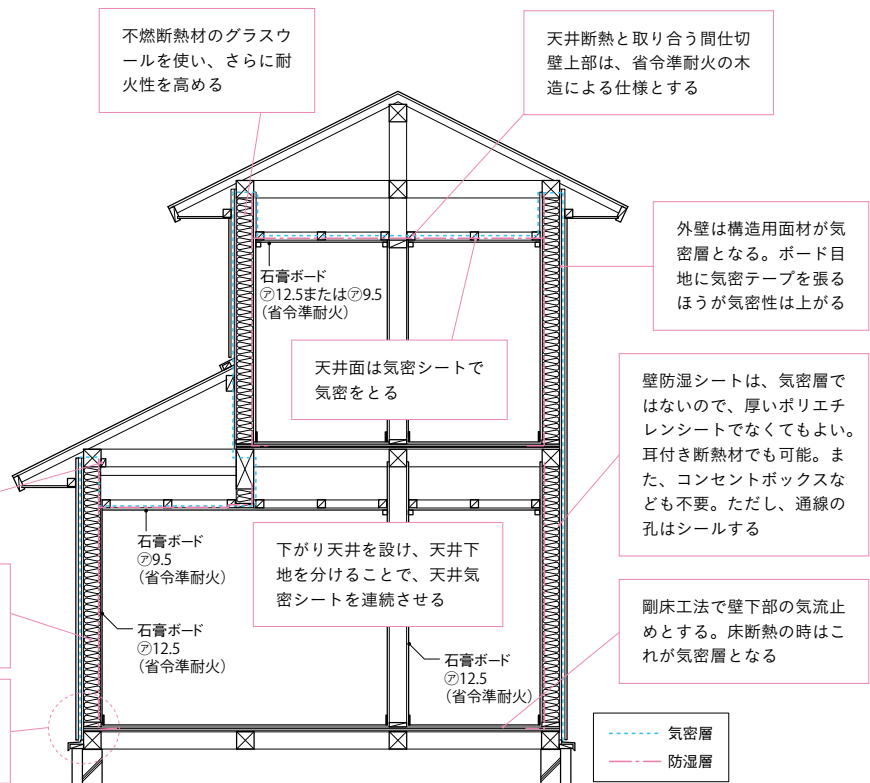 不燃断熱材のグラスウ
ールを使い、さらに耐
火性を高める
天井断熱と取り合う間仕切
壁上部は、省令準耐火の木
造による仕様とする
外壁は構造用面材が気
密層となる。ボード目
地に気密テープを張る
ほうが気密性は上がる
石膏ボード
㋐12.5または㋐9.5
(省令準耐火)
天井面は気密シートで
気密をとる
壁防湿シートは、気密層で
はないので、厚いポリエチ
レンシートでなくてもよい。
耳付き断熱材でも可能。ま
た、コンセントボックスな
ども不要。ただし、通線の
孔はシールする
石膏ボード
㋐9.5
(省令準耐火)
下がり天井を設け、天井下
地を分けることで、天井気
密シートを連続させる
石膏ボード
㋐12.5
(省令準耐火)
石膏ボード
㋐12.5
(省令準耐火)
剛床工法で壁下部の気流止
めとする。床断熱の時はこ
れが気密層となる
気密層
防湿層